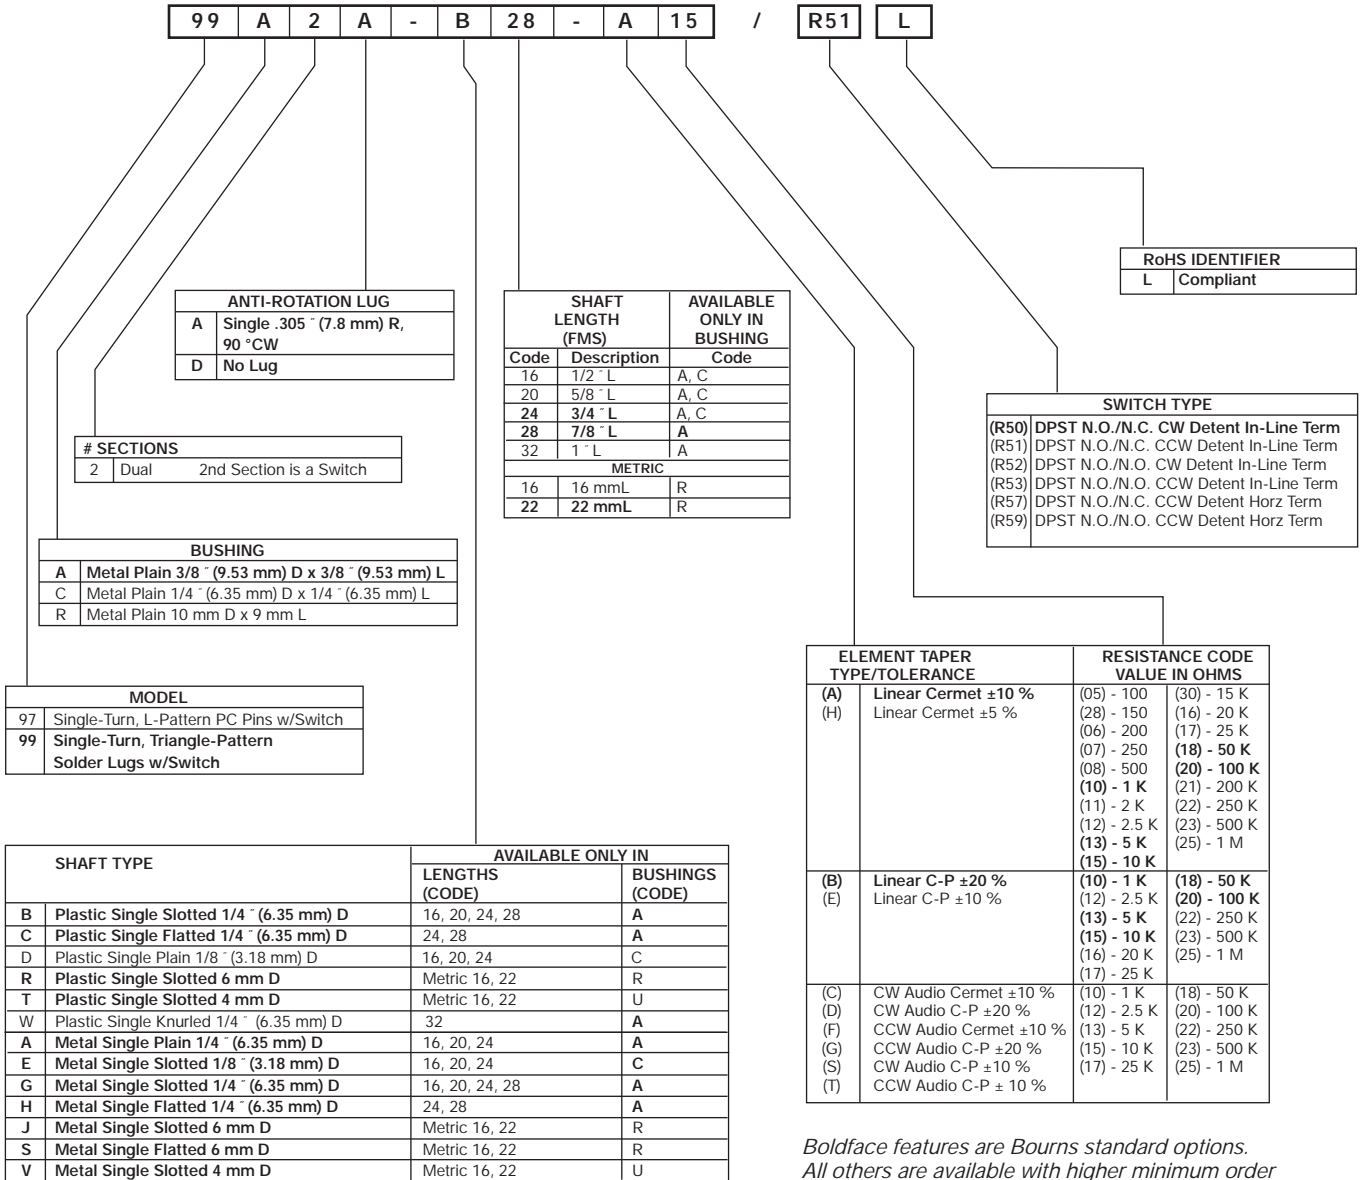 99 A 2 A - B 28 - A 15 / R51 L
RoHS IDENTIFIER
L Compliant
ANTI-ROTATION LUG
A Single .305 ˝ (7.8 mm) R,
90 °CW
D No Lug
SHAFT LENGTH (FMS) AVAILABLE ONLY IN BUSHING
Code Description Code
16 1/2 ˝ L A, C
20 5/8 ˝ L A, C
24 3/4 ˝ L A, C
28 7/8 ˝ L A
32 1 ˝ L A
METRIC
16 16 mmL R
22 22 mmL R
SWITCH TYPE
(R50) DPST N.O./N.C. CW Detent In-Line Term
(R51) DPST N.O./N.C. CCW Detent In-Line Term
(R52) DPST N.O./N.O. CW Detent In-Line Term
(R53) DPST N.O./N.O. CCW Detent In-Line Term
(R57) DPST N.O./N.C. CCW Detent Horz Term
(R59) DPST N.O./N.O. CCW Detent Horz Term
# SECTIONS
2 Dual 2nd Section is a Switch
BUSHING
A Metal Plain 3/8 ˝ (9.53 mm) D x 3/8 ˝ (9.53 mm) L
C Metal Plain 1/4 ˝ (6.35 mm) D x 1/4 ˝ (6.35 mm) L
R Metal Plain 10 mm D x 9 mm L
MODEL
97 Single-Turn, L-Pattern PC Pins w/Switch
99 Single-Turn, Triangle-Pattern
Solder Lugs w/Switch
ELEMENT TAPER RESISTANCE CODE
TYPE/TOLERANCE VALUE IN OHMS
(A) Linear Cermet ±10 % (05) - 100 (30) - 15 K
(H) Linear Cermet ±5 % (28) - 150 (16) - 20 K
(06) - 200 (17) - 25 K
(07) - 250 (18) - 50 K
(08) - 500 (20) - 100 K
(10) - 1 K (21) - 200 K
(11) - 2 K (22) - 250 K
(12) - 2.5 K (23) - 500 K
(13) - 5 K (25) - 1 M
(15) - 10 K
(B) Linear C-P ±20 % (10) - 1 K (18) - 50 K
(E) Linear C-P ±10 % (12) - 2.5 K (20) - 100 K
(13) - 5 K (22) - 250 K
(15) - 10 K (23) - 500 K
(16) - 20 K (25) - 1 M
(17) - 25 K
(C) CW Audio Cermet ±10 % (10) - 1 K (18) - 50 K
(D) CW Audio C-P ±20 % (12) - 2.5 K (20) - 100 K
(F) CCW Audio Cermet ±10 % (13) - 5 K (22) - 250 K
(G) CCW Audio C-P ±20 % (15) - 10 K (23) - 500 K
(S) CW Audio C-P ±10 % (17) - 25 K (25) - 1 M
(T) CCW Audio C-P ± 10 %
SHAFT TYPE AVAILABLE ONLY IN
LENGTHS (CODE) BUSHINGS (CODE)
B Plastic Single Slotted 1/4 ˝ (6.35 mm) D 16, 20, 24, 28 A
C Plastic Single Flatted 1/4 ˝ (6.35 mm) D 24, 28 A
D Plastic Single Plain 1/8 ˝ (3.18 mm) D 16, 20, 24 C
R Plastic Single Slotted 6 mm D Metric 16, 22 R
T Plastic Single Slotted 4 mm D Metric 16, 22 U
W Plastic Single Knurled 1/4 ˝ (6.35 mm) D 32 A
A Metal Single Plain 1/4 ˝ (6.35 mm) D 16, 20, 24 A
E Metal Single Slotted 1/8 ˝ (3.18 mm) D 16, 20, 24 C
G Metal Single Slotted 1/4 ˝ (6.35 mm) D 16, 20, 24, 28 A
H Metal Single Flatted 1/4 ˝ (6.35 mm) D 24, 28 A
J Metal Single Slotted 6 mm D Metric 16, 22 R
S Metal Single Flatted 6 mm D Metric 16, 22 R
V Metal Single Slotted 4 mm D Metric 16, 22 U
Boldface features are Bourns standard options.
All others are available with higher minimum order